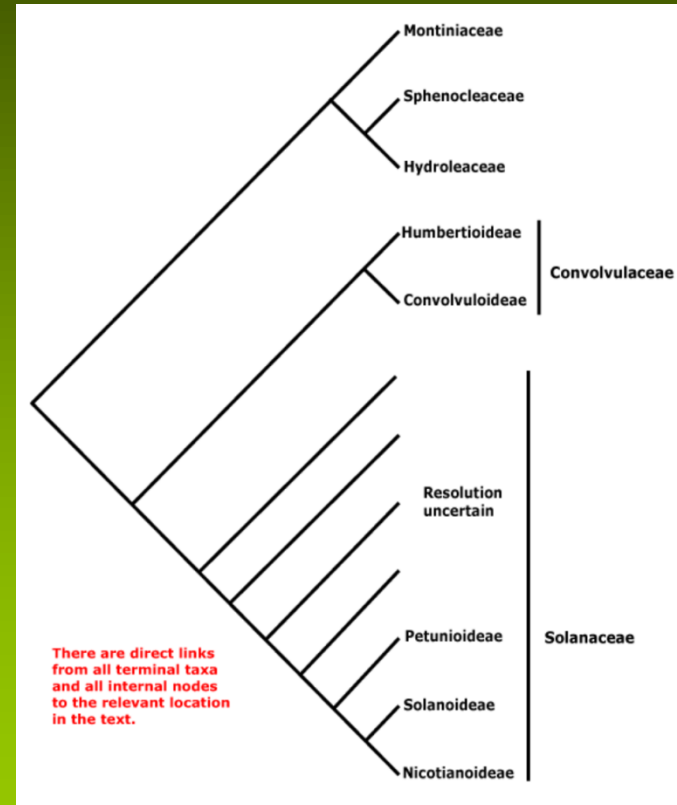 Montiniaceae
Sphenocleaceae
Hydroleaceae
Humbertioideae
Convolvulaceae
Convolvuloideae
Resolution
uncertain
Petunioideae
Solanaceae
There are direct links
from all terminal taxa
and all internal nodes
to the relevant location
in the text.
Solanoideae
Nicotianoideae